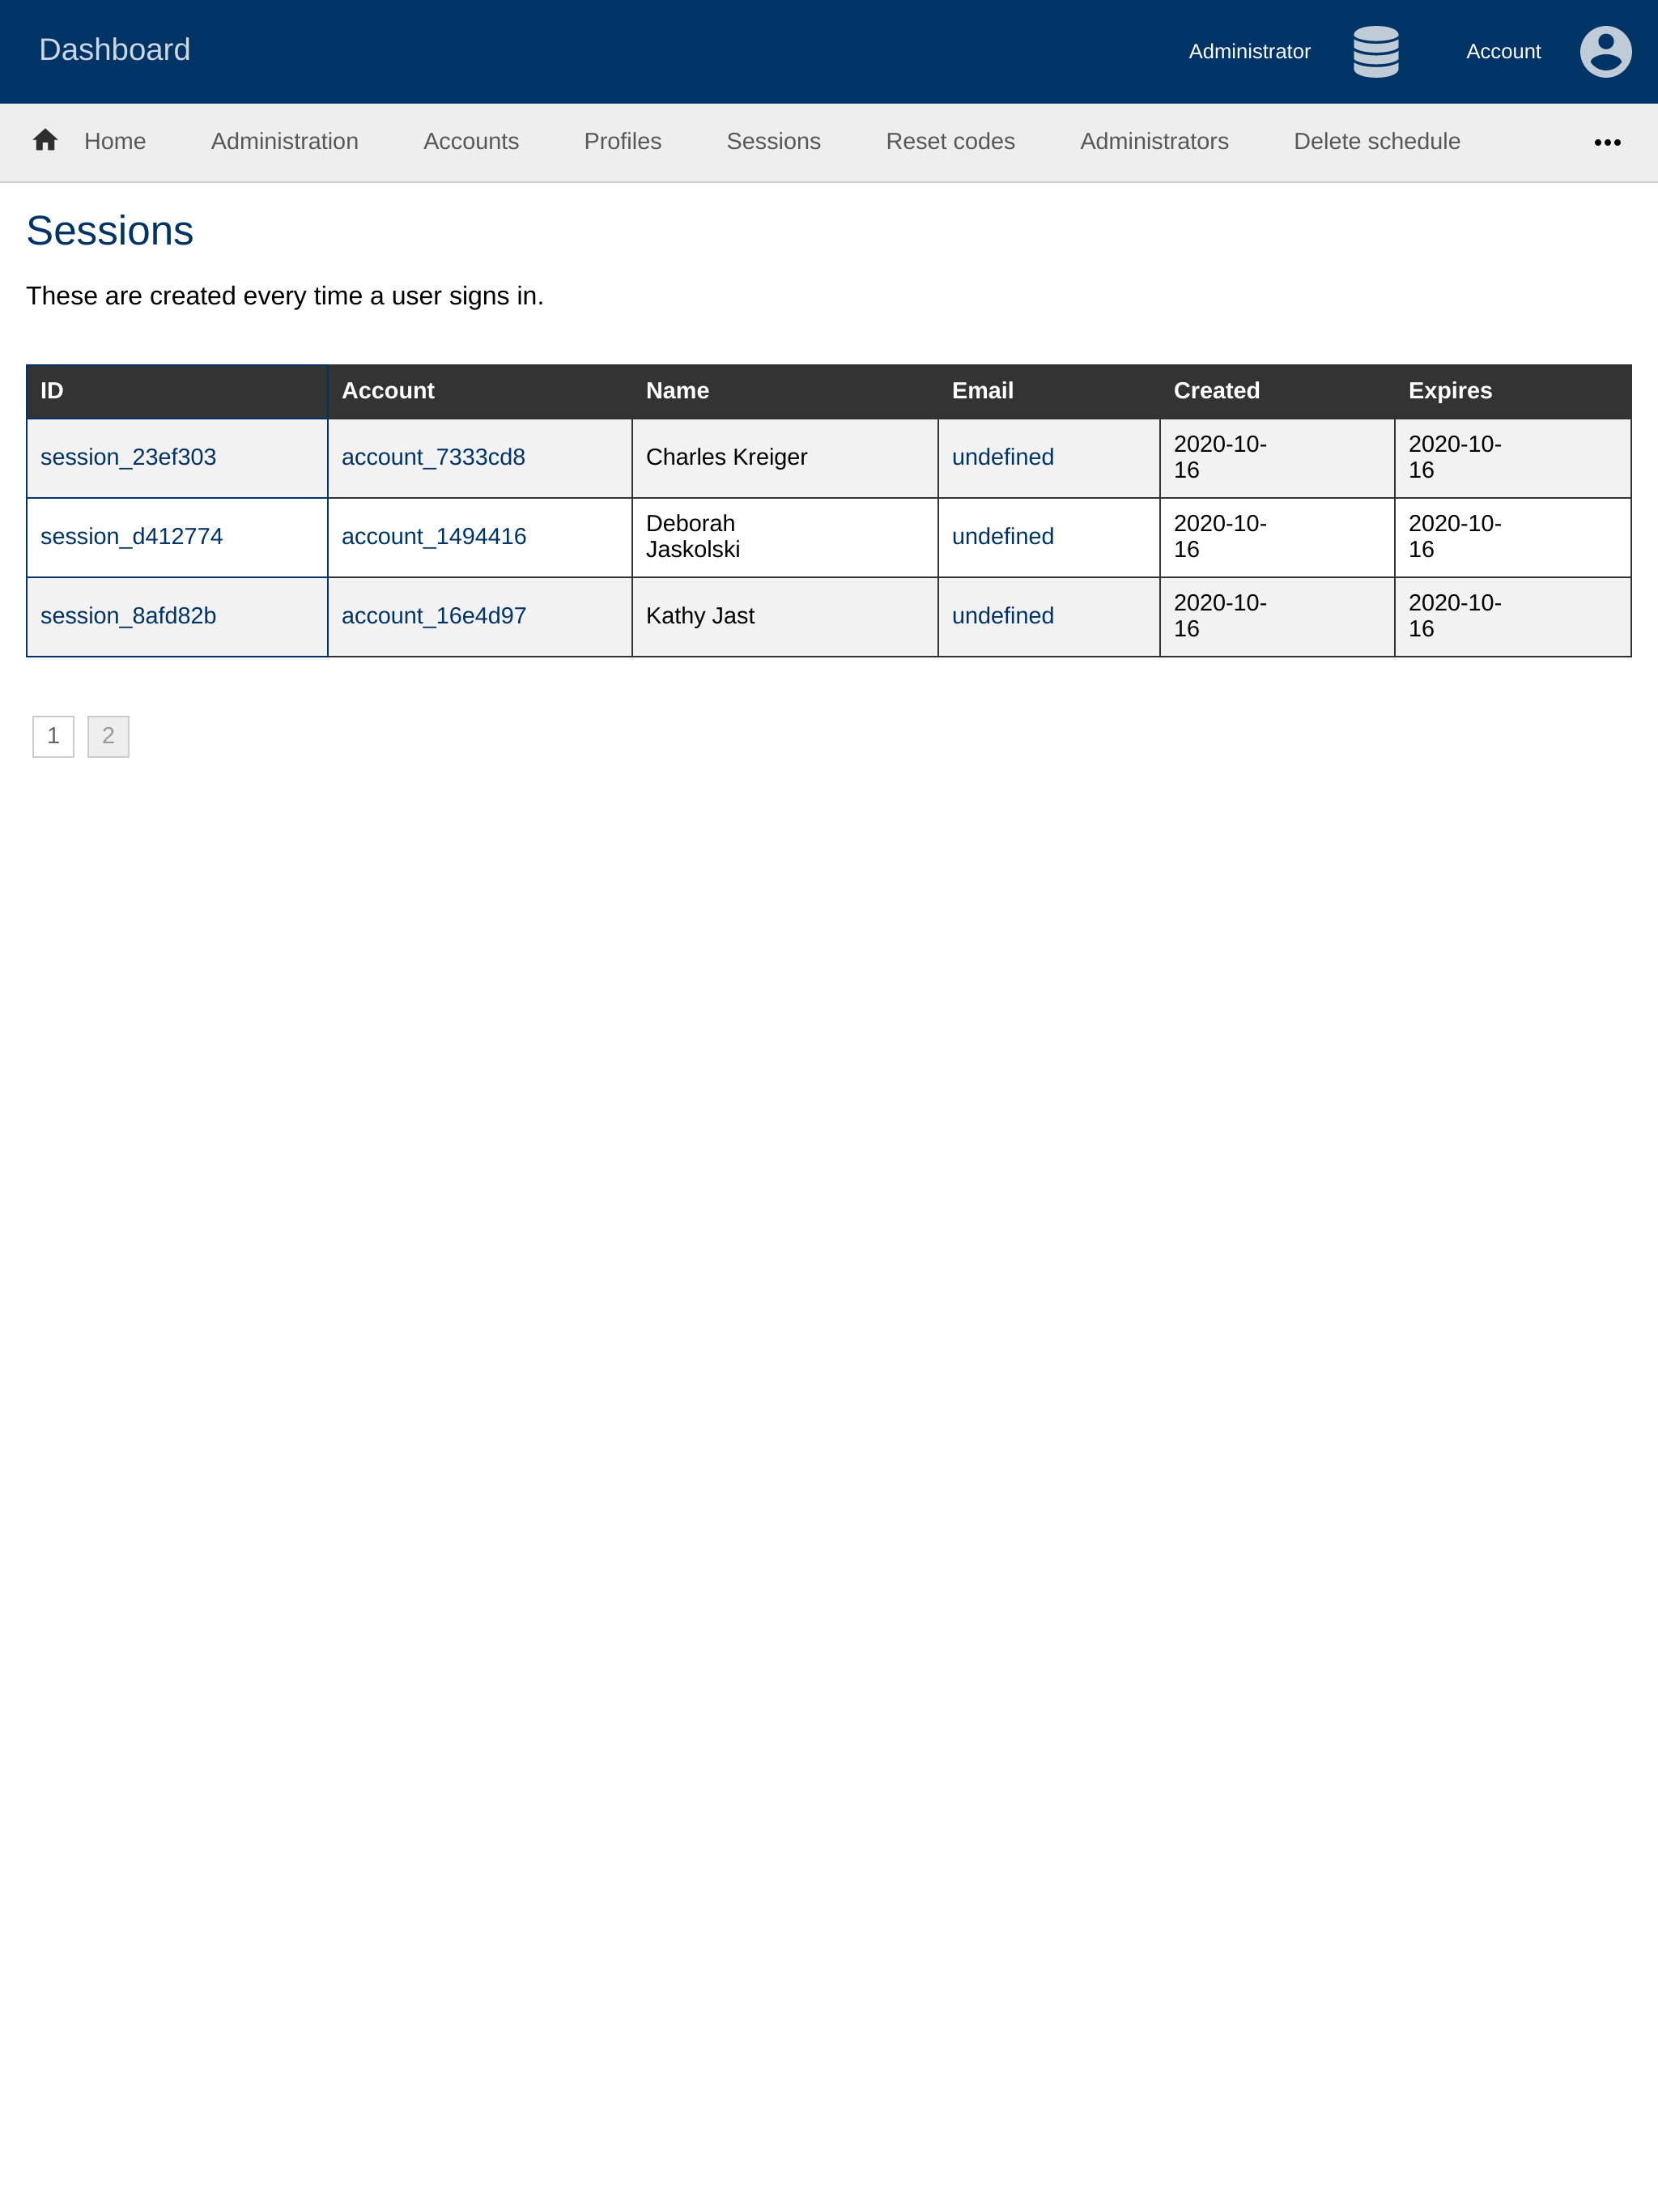 Dashboard
Administrator
Account
Home
Administration
Accounts
Profiles
Sessions
Reset codes
Administrators
Delete schedule
Sessions
These are created every time a user signs in.
ID
Account
Name
Email
Created
Expires
session_23ef303
account_7333cd8
Charles Kreiger
undefined
2020-10-
16
2020-10-
16
session_d412774
account_1494416
Deborah
Jaskolski
undefined
2020-10-
16
2020-10-
16
session_8afd82b
account_16e4d97
Kathy Jast
undefined
2020-10-
16
2020-10-
16
1
2